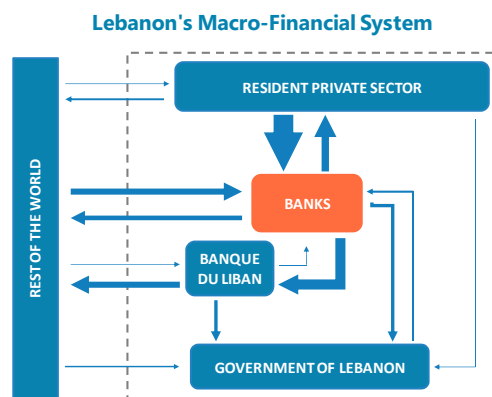 Lebanon's Macro-Financial System
RESIDENT PRIVATE SECTOR
REST OF THE WORLD
BANKS
BANQUE
DU LIBAN
GOVERNMENT OF LEBANON